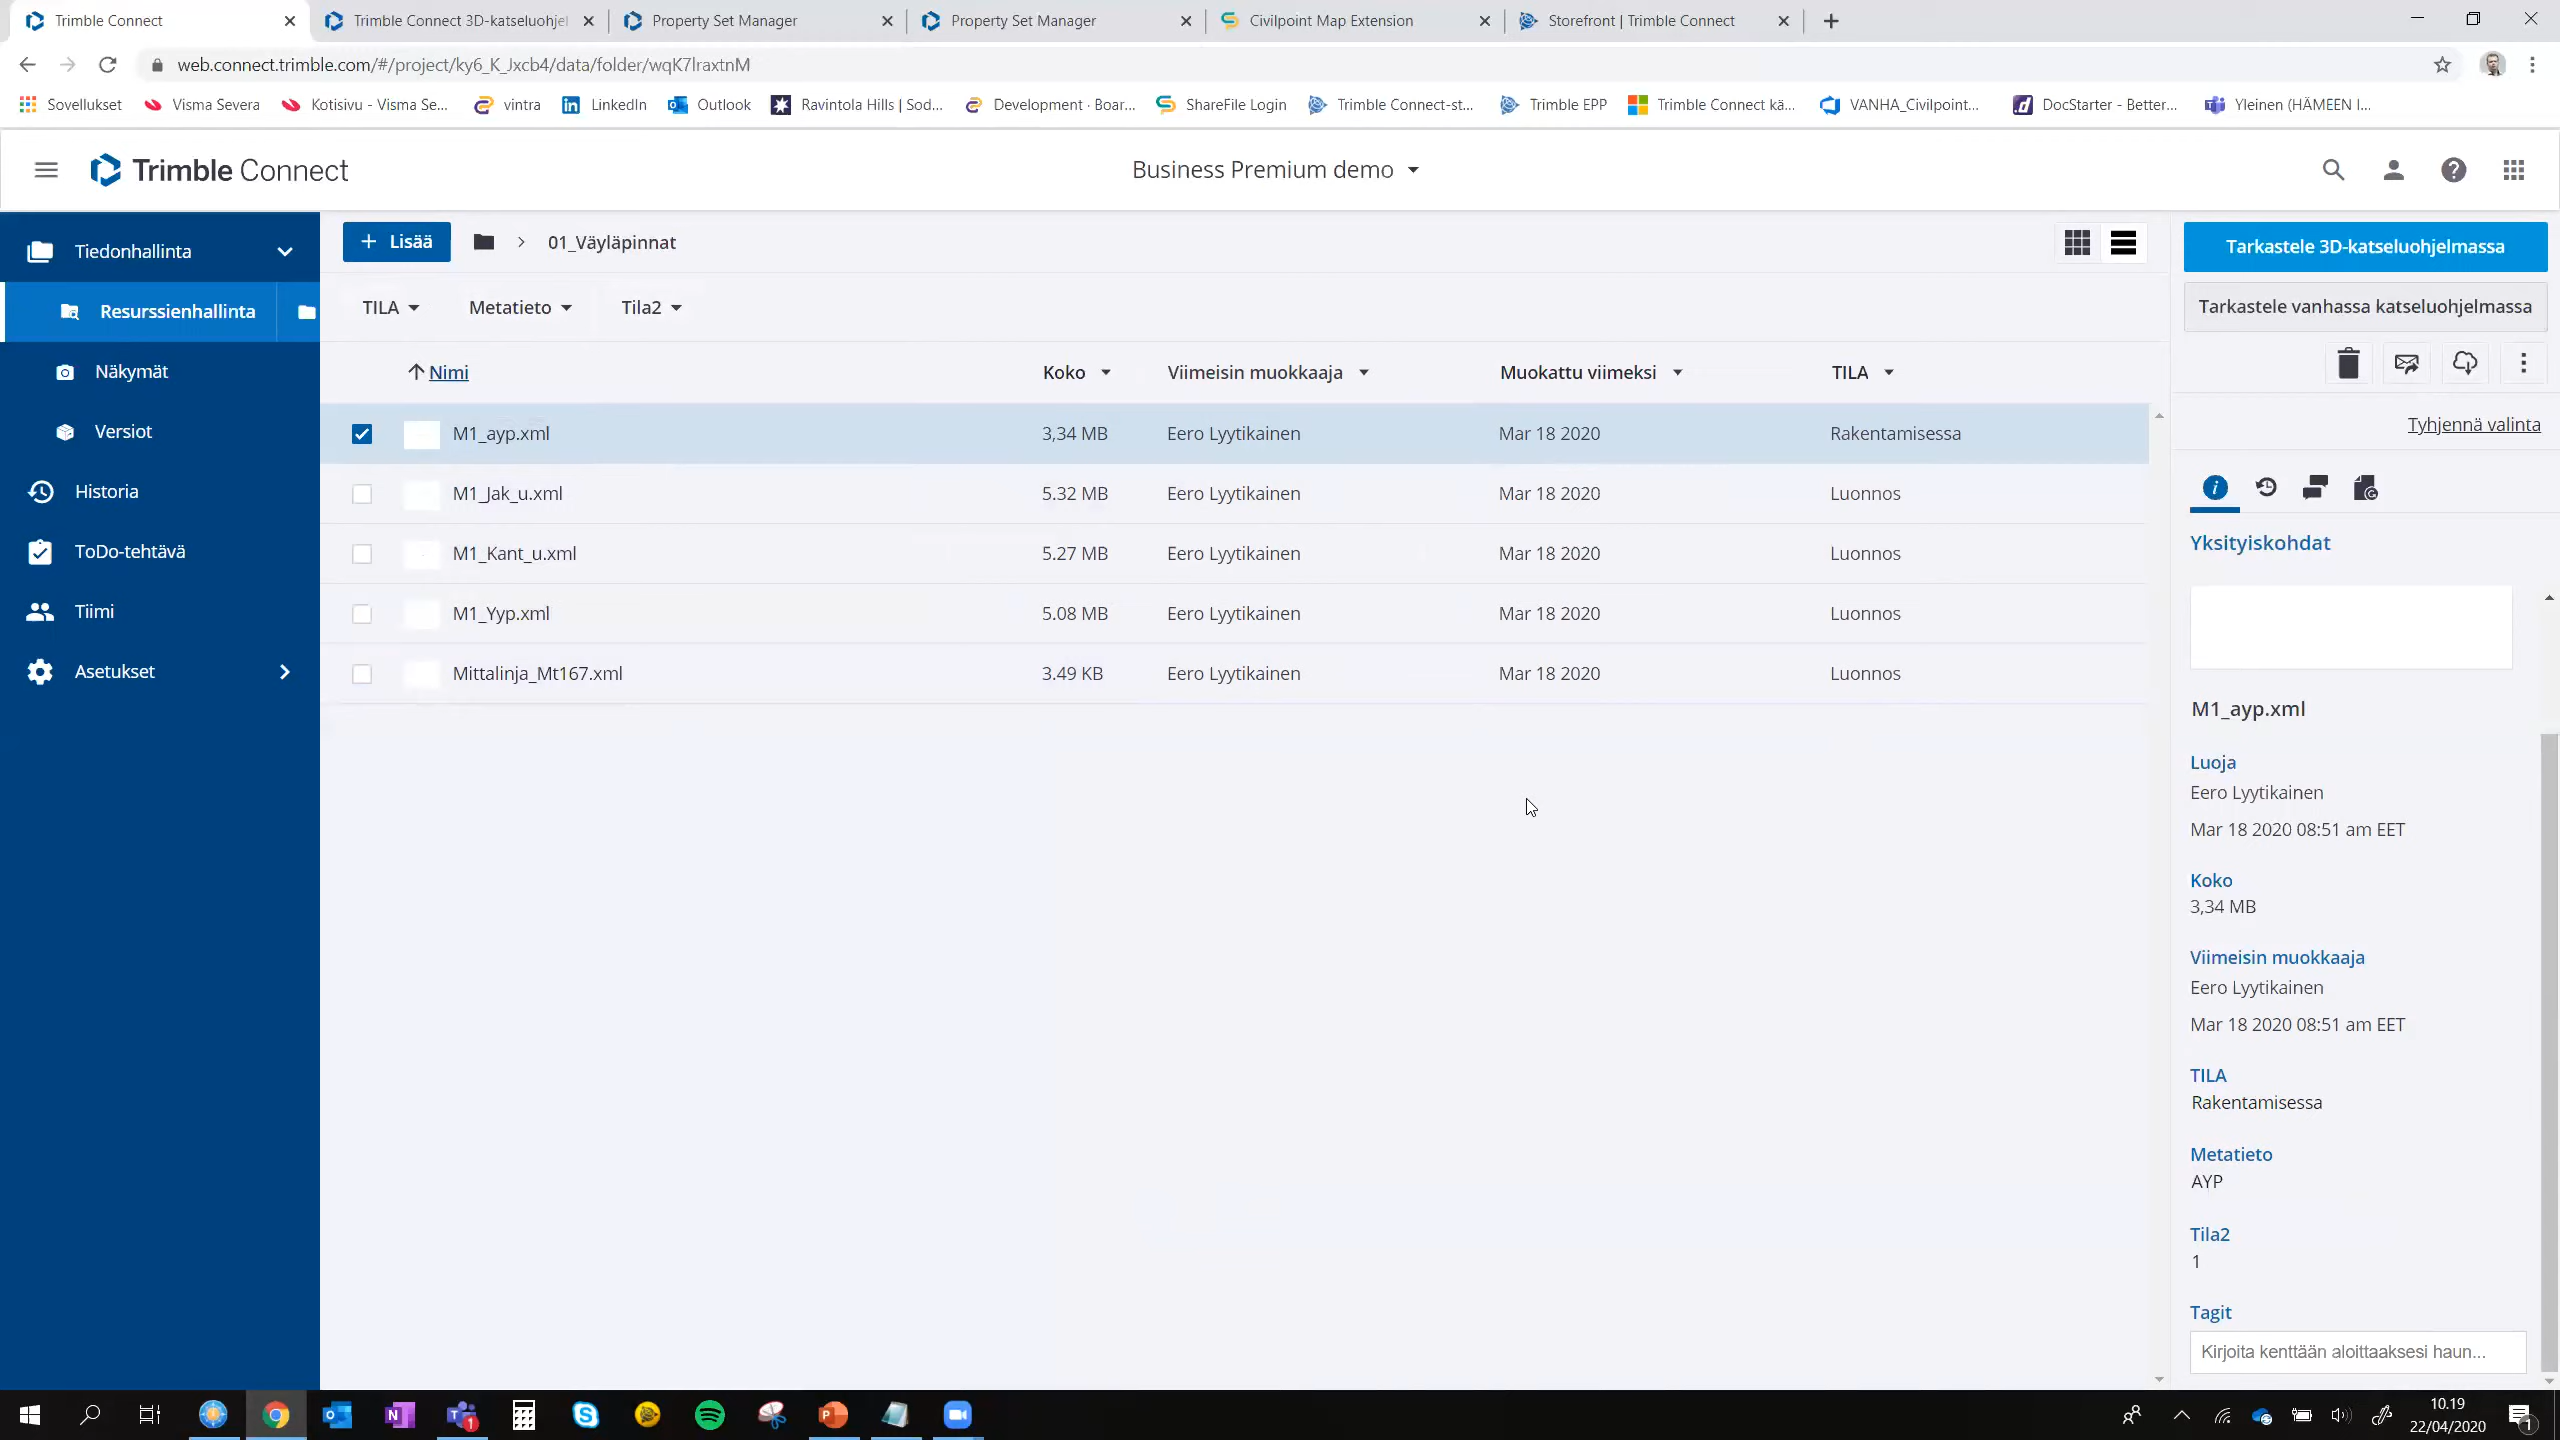 Trimble Connect
Trimble Connect 3D-katseluohjel
Property Set Manager
Property Set Manager
Civilpoint Map Extension
Storefront | Trimble Connect
web.connect.trimble.com/#/project/ky6_K_Jxcb4/data/folder/wqK7lraxtnM
Sovellukset
Visma Severa
Kotisivu - Visma Se...
vintra
LinkedIn
Outlook
Ravintola Hills | Sod...
Development · Boar...
ShareFile Login
Trimble Connect-st...
Trimble EPP
Trimble Connect kä...
VANHA_Civilpoint...
DocStarter - Better...
Yleinen (HÄMEEN I...
Trimble Connect
Business Premium demo
Tiedonhallinta
Resurssienhallinta
Näkymät
Versiot
Historia
ToDo-tehtävä
Tiimi
Asetukset
+ Lisää
> 01_Väyläpinnat
TILA
Metatieto
Tila2
Nimi
Koko
Viimeisin muokkaaja
Muokattu viimeksi
TILA
M1_ayp.xml 3,34 MB Eero Lyytikainen Mar 18 2020 Rakentamisessa
M1_Jak_u.xml 5.32 MB Eero Lyytikainen Mar 18 2020 Luonnos
M1_Kant_u.xml 5.27 MB Eero Lyytikainen Mar 18 2020 Luonnos
M1_Yyp.xml 5.08 MB Eero Lyytikainen Mar 18 2020 Luonnos
Mittalinja_Mt167.xml 3.49 KB Eero Lyytikainen Mar 18 2020 Luonnos
Tarkastele 3D-katseluohjelmassa
Tarkastele vanhassa katseluohjelmassa
Tyhjennä valinta
Yksityiskohdat
M1_ayp.xml
Luoja
Eero Lyytikainen
Mar 18 2020 08:51 am EET
Koko
3,34 MB
Viimeisin muokkaaja
Eero Lyytikainen
Mar 18 2020 08:51 am EET
TILA
Rakentamisessa
Metatieto
AYP
Tila2
1
Tagit
Kirjoita kenttään aloittaaksesi haun...
10.19
22/04/2020